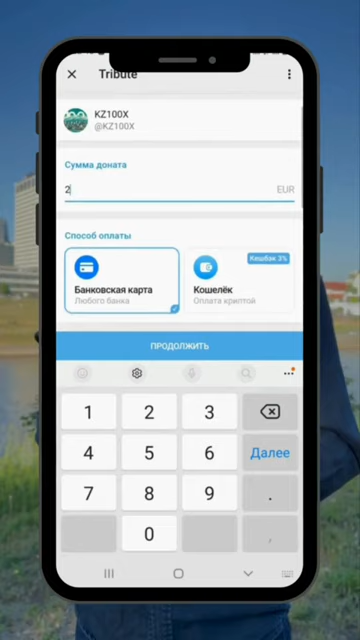 Tribute
KZ100X
@KZ100X
Сумма доната
2
EUR
Способ оплаты
Кешбэк 3%
Банковская карта
Любого банка
Кошелёк
Оплата криптой
ПРОДОЛЖИТЬ
1 2 3
4 5 6 Далее
7 8 9 .
0 ,